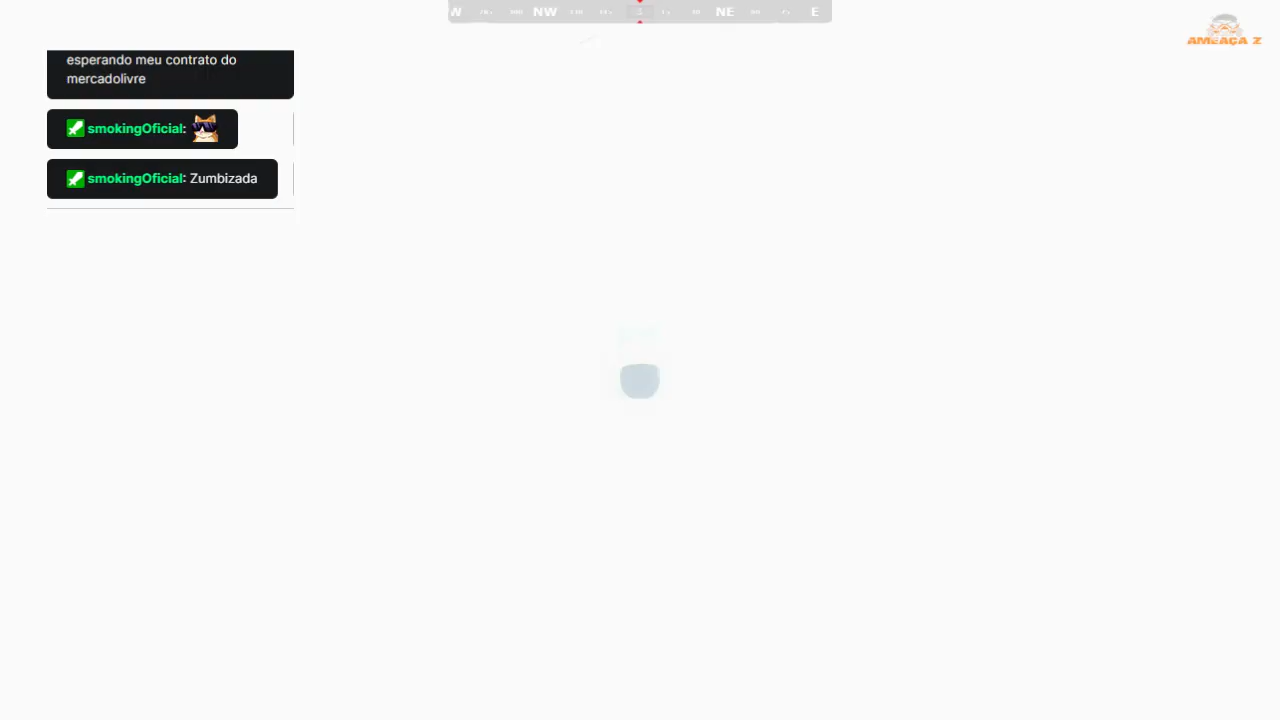 W NW NE E
AMEAÇA Z
esperando meu contrato do
mercadolivre
smokingOficial:
smokingOficial: Zumbizada